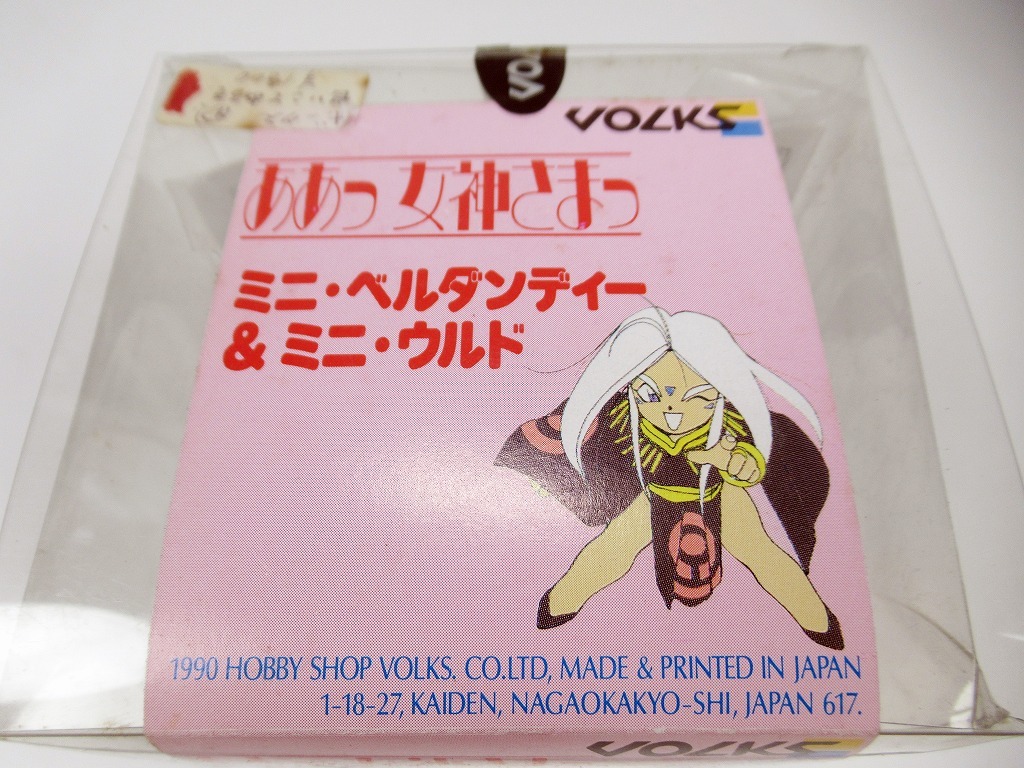 VOLKS
ああっ女神さまっ
ミニ・ベルダンディー
& ミニ・ウルド
1990 HOBBY SHOP VOLKS. CO.LTD, MADE & PRINTED IN JAPAN
1-18-27, KAIDEN, NAGAOKAKYO-SHI, JAPAN 617.
VOLKS